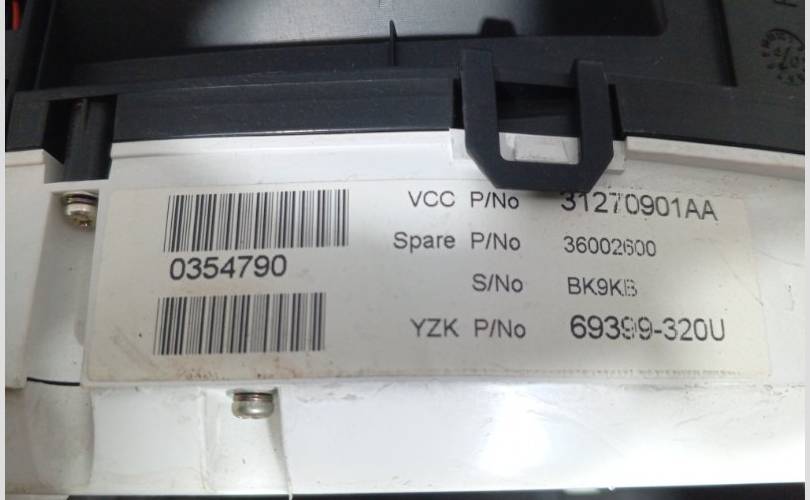 VCC P/No 31270901AA
Spare P/No 36002600
0354790
S/No BK9KB
YZK P/No 69399-320U